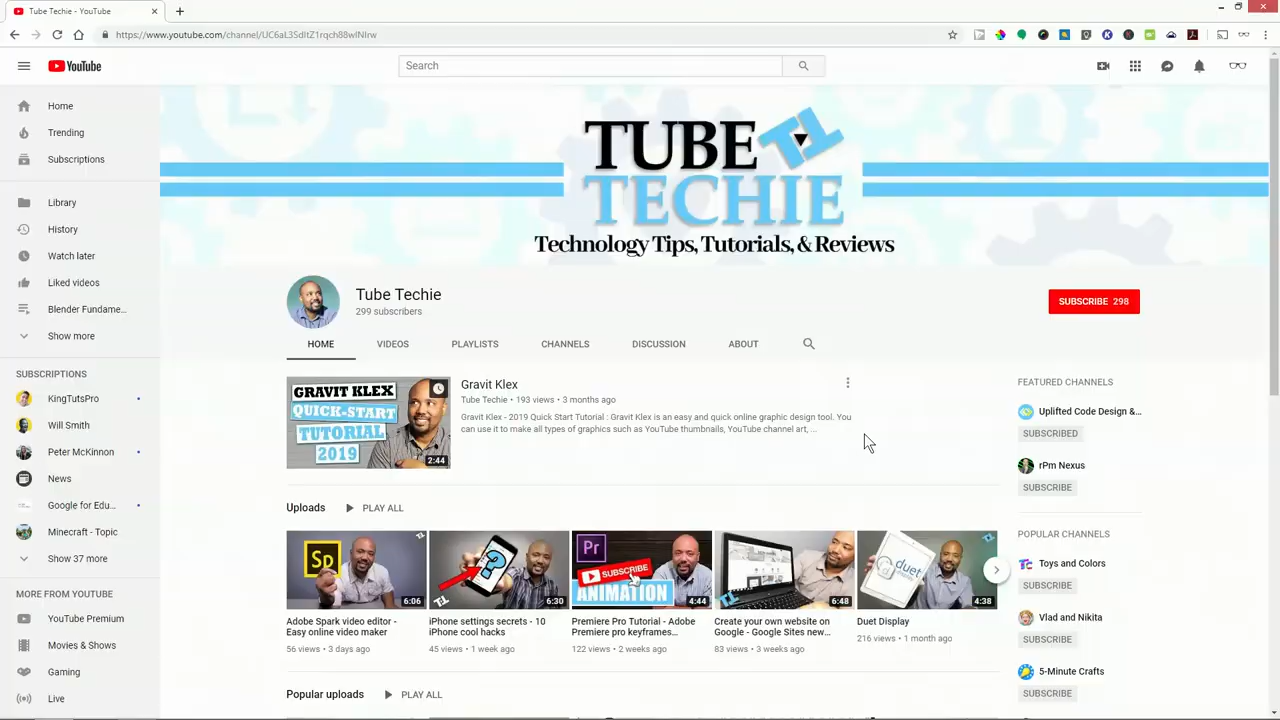 Tube Techie - YouTube
https://www.youtube.com/channel/UC6aL3SdItZ1rqch88wlNIrw
YouTube
Search
Home
Trending
Subscriptions
Library
History
Watch later
Liked videos
Blender Fundame...
Show more
SUBSCRIPTIONS
KingTutsPro
Will Smith
Peter McKinnon
News
Google for Edu...
Minecraft - Topic
Show 37 more
MORE FROM YOUTUBE
YouTube Premium
Movies & Shows
Gaming
Live
TUBE
TECHIE
Technology Tips, Tutorials, & Reviews
Tube Techie
299 subscribers
SUBSCRIBE 298
HOME VIDEOS PLAYLISTS CHANNELS DISCUSSION ABOUT
GRAVIT KLEX
QUICK-START
TUTORIAL
2019
2:44
Gravit Klex
Tube Techie • 193 views • 3 months ago
Gravit Klex - 2019 Quick Start Tutorial : Gravit Klex is an easy and quick online graphic design tool. You
can use it to make all types of graphics such as YouTube thumbnails, YouTube channel art, ...
Uploads PLAY ALL
Sp
6:06
Adobe Spark video editor -
Easy online video maker
56 views • 3 days ago
6:30
iPhone settings secrets - 10
iPhone cool hacks
45 views • 1 week ago
Pr
SUBSCRIBE
ANIMATION
4:44
Premiere Pro Tutorial - Adobe
Premiere pro keyframes...
122 views • 2 weeks ago
6:48
Create your own website on
Google - Google Sites new...
83 views • 3 weeks ago
duet
4:38
Duet Display
216 views • 1 month ago
Popular uploads PLAY ALL
FEATURED CHANNELS
Uplifted Code Design &...
SUBSCRIBED
rPm Nexus
SUBSCRIBE
POPULAR CHANNELS
Toys and Colors
SUBSCRIBE
Vlad and Nikita
SUBSCRIBE
5-Minute Crafts
SUBSCRIBE